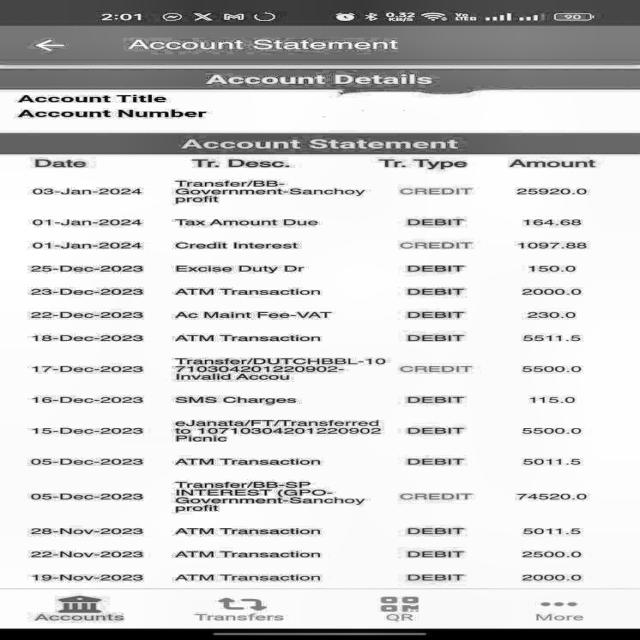 2:01
0.32
KB/S
Vo
LTE
90
Account Statement
Account Details
Account Title
Account Number
Account Statement
Date Tr. Desc. Tr. Type Amount
03-Jan-2024 Transfer/BB-
Government-Sanchoy CREDIT 25920.0
profit
01-Jan-2024 Tax Amount Due DEBIT 164.68
01-Jan-2024 Credit Interest CREDIT 1097.88
25-Dec-2023 Excise Duty Dr DEBIT 150.0
23-Dec-2023 ATM Transaction DEBIT 2000.0
22-Dec-2023 Ac Maint Fee-VAT DEBIT 230.0
18-Dec-2023 ATM Transaction DEBIT 5511.5
Transfer/DUTCHBBL-10
17-Dec-2023 710304201220902- CREDIT 5500.0
Invalid Accou
16-Dec-2023 SMS Charges DEBIT 115.0
eJanata/FT/Transferred
15-Dec-2023 to 10710304201220902 DEBIT 5500.0
Picnic
05-Dec-2023 ATM Transaction DEBIT 5011.5
Transfer/BB-SP
05-Dec-2023 INTEREST (GPO- CREDIT 74520.0
Government-Sanchoy
profit
28-Nov-2023 ATM Transaction DEBIT 5011.5
22-Nov-2023 ATM Transaction DEBIT 2500.0
19-Nov-2023 ATM Transaction DEBIT 2000.0
Accounts Transfers QR More